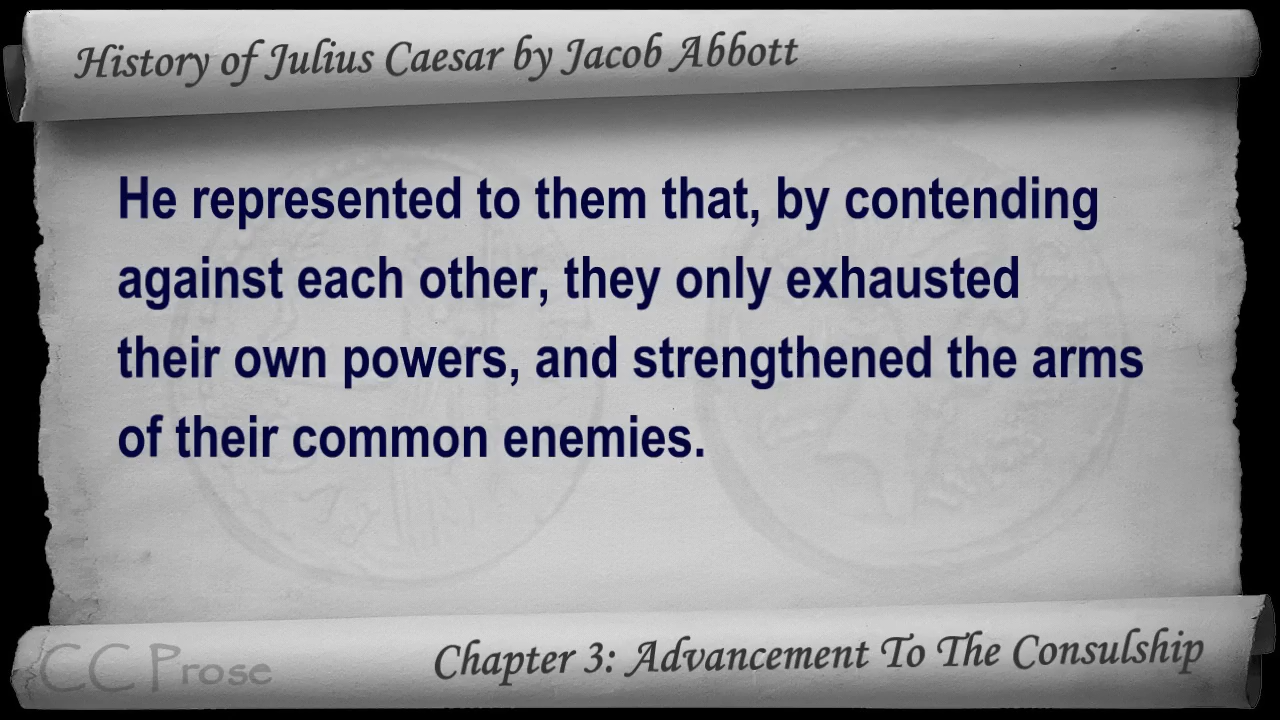 History of Julius Caesar by Jacob Abbott
He represented to them that, by contending
against each other, they only exhausted
their own powers, and strengthened the arms
of their common enemies.
CC Prose
Chapter 3: Advancement To The Consulship